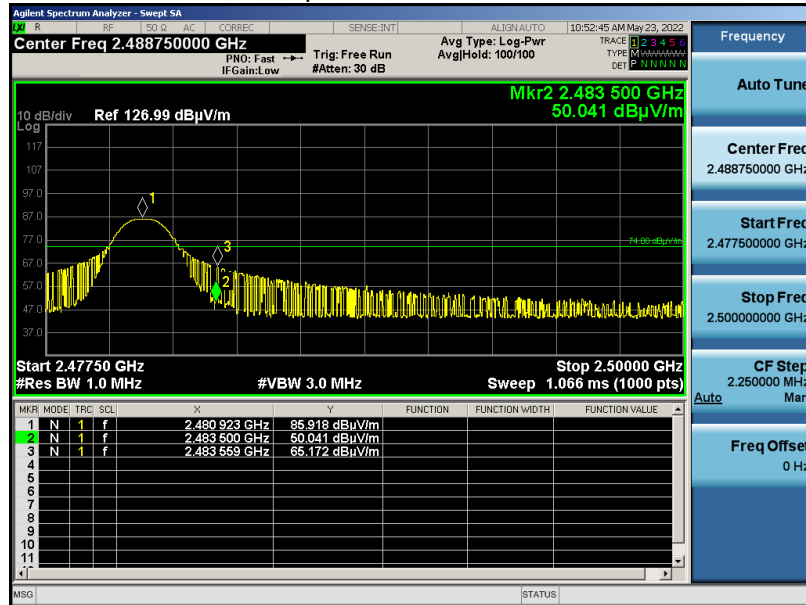 Agilent Spectrum Analyzer - Swept SA
LXI R RF 50 Ω AC CORREC SENSE:INT ALIGN AUTO 10:52:45 AM May 23, 2022
Center Freq 2.488750000 GHz
PNO: Fast
IFGain:Low
Trig: Free Run
#Atten: 30 dB
Avg Type: Log-Pwr
Avg|Hold: 100/100
TRACE 1 2 3 4 5 6
TYPE M
DET P N N N N N
Mkr2 2.483 500 GHz
50.041 dBµV/m
10 dB/div Ref 126.99 dBµV/m
Log
117
107
97.0
87.0
77.0
67.0
57.0
47.0
37.0
1
3
2
74.00 dBµV/m
Start 2.47750 GHz
Stop 2.50000 GHz
#Res BW 1.0 MHz #VBW 3.0 MHz Sweep 1.066 ms (1000 pts)
MKR MODE TRC SCL X Y FUNCTION FUNCTION WIDTH FUNCTION VALUE
1 N 1 f 2.480 923 GHz 85.918 dBµV/m
2 N 1 f 2.483 500 GHz 50.041 dBµV/m
3 N 1 f 2.483 559 GHz 65.172 dBµV/m
4
5
6
7
8
9
10
11
MSG STATUS
Frequency
Auto Tune
Center Freq
2.488750000 GHz
Start Freq
2.477500000 GHz
Stop Freq
2.500000000 GHz
CF Step
2.250000 MHz
Auto Man
Freq Offset
0 Hz